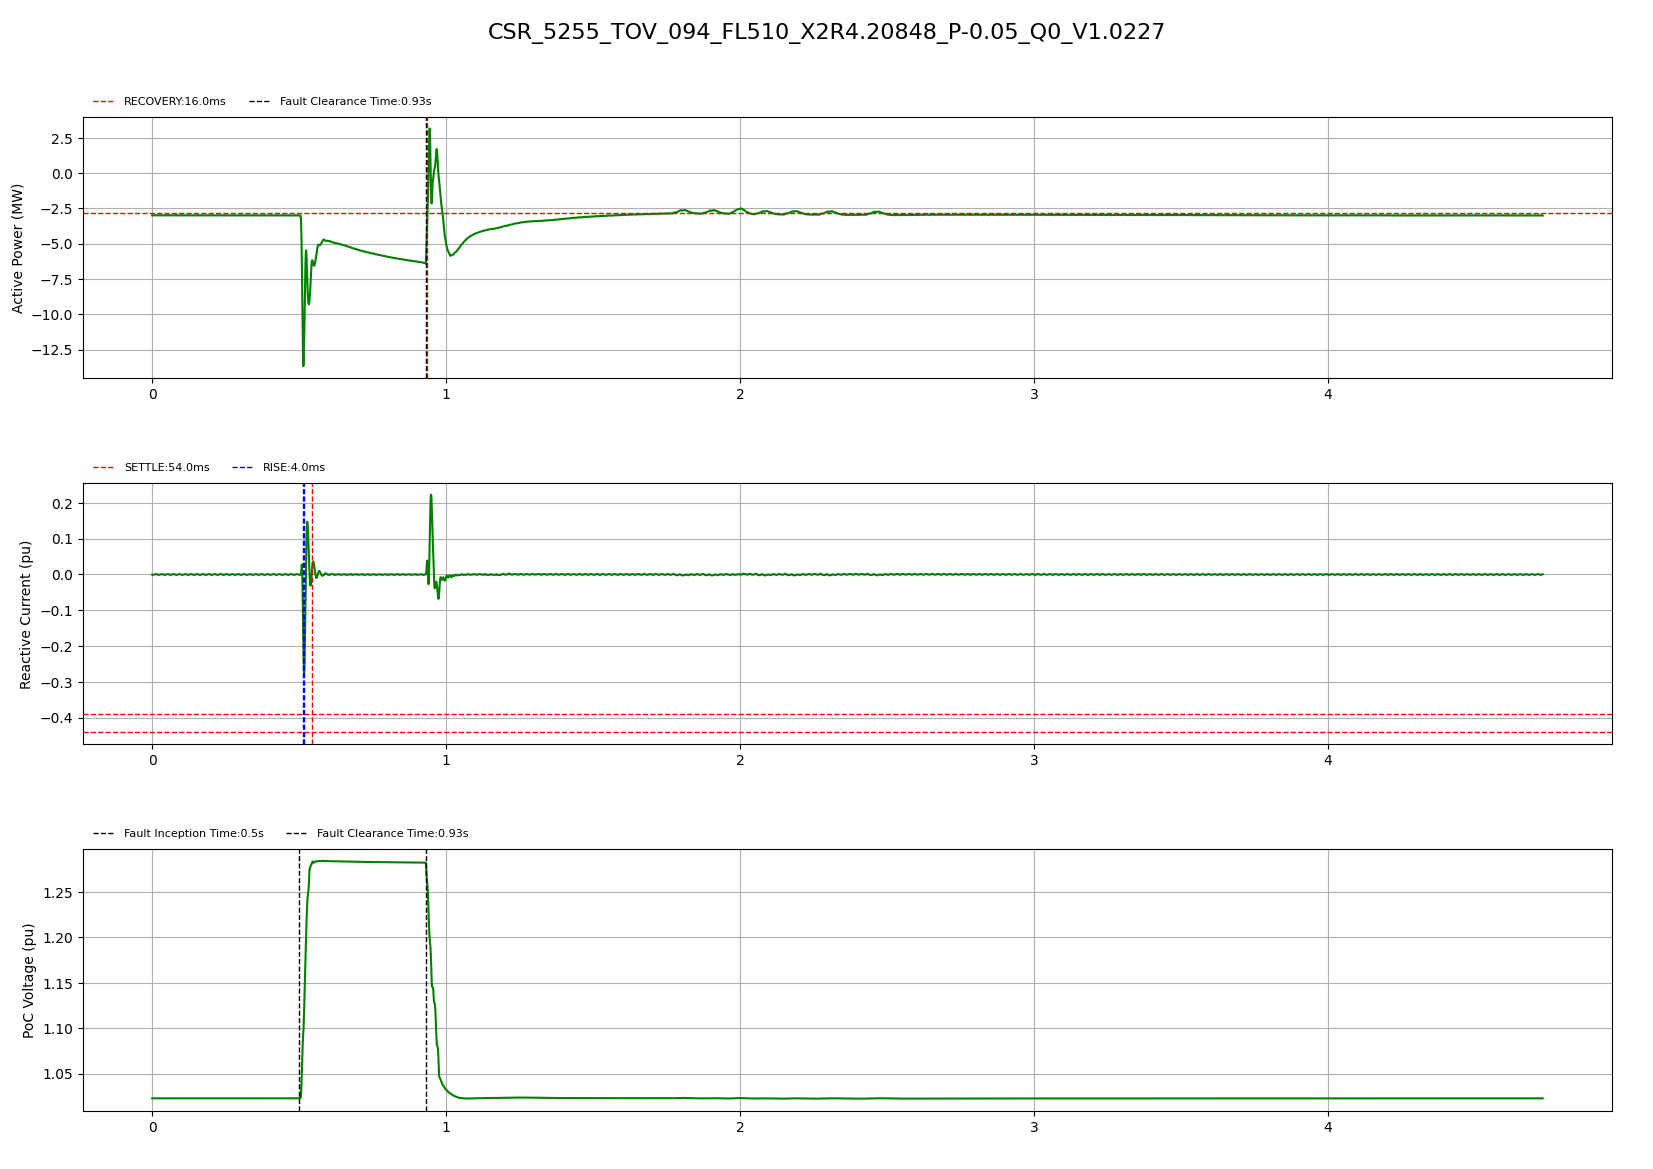 CSR_5255_TOV_094_FL510_X2R4.20848_P-0.05_Q0_V1.0227
RECOVERY:16.0ms Fault Clearance Time:0.93s
Active Power (MW)
2.5
0.0
−2.5
−5.0
−7.5
−10.0
−12.5
0 1 2 3 4
SETTLE:54.0ms RISE:4.0ms
Reactive Current (pu)
0.2
0.1
0.0
−0.1
−0.2
−0.3
−0.4
0 1 2 3 4
Fault Inception Time:0.5s Fault Clearance Time:0.93s
PoC Voltage (pu)
1.25
1.20
1.15
1.10
1.05
0 1 2 3 4